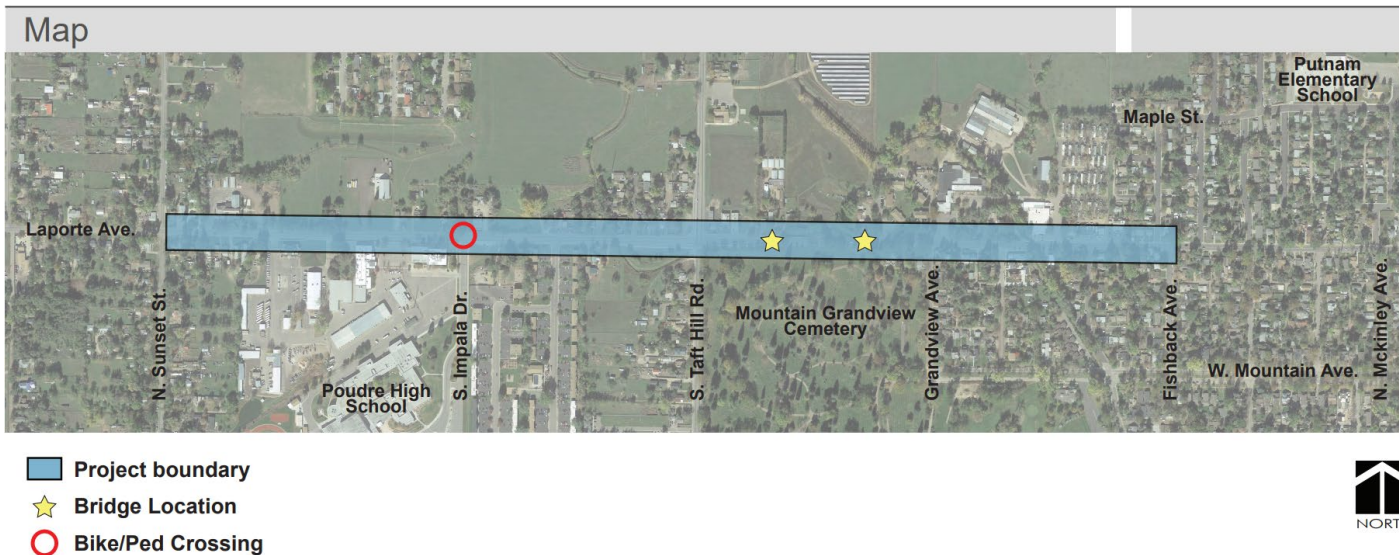 Map
Putnam
Elementary
School
Maple St.
Laporte Ave.
N. Sunset St.
S. Impala Dr.
S. Taft Hill Rd.
Mountain Grandview
Cemetery
Grandview Ave.
Fishback Ave.
W. Mountain Ave.
N. Mckinley Ave.
Poudre High
School
Project boundary
Bridge Location
Bike/Ped Crossing
NORT